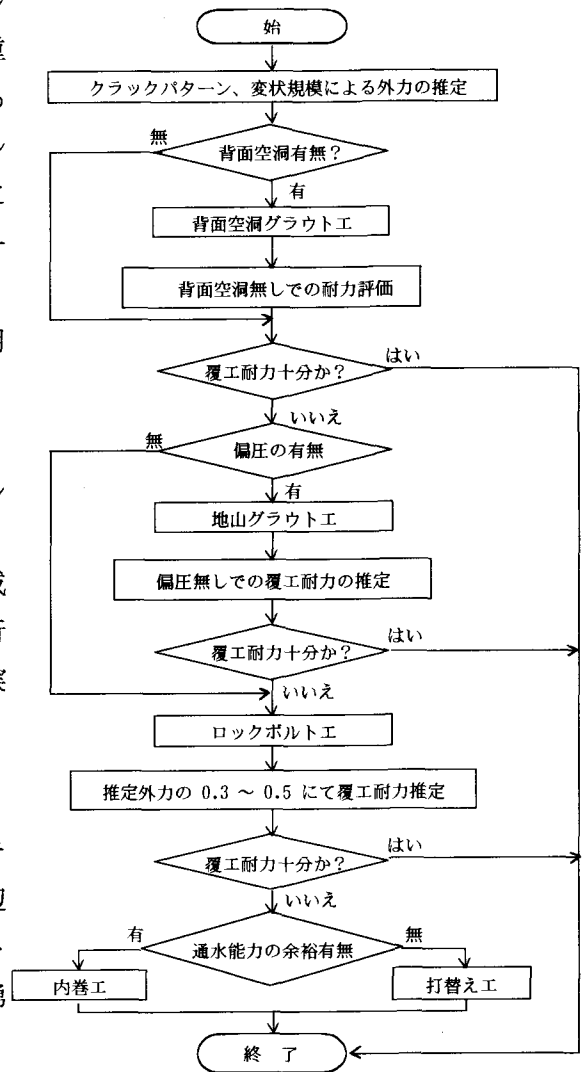 始
クラックパターン、変状規模による外力の推定
無
背面空洞有無？
有
背面空洞グラウト工
背面空洞無しでの耐力評価
覆工耐力十分か？
はい
いいえ
無
偏圧の有無
有
地山グラウト工
偏圧無しでの覆工耐力の推定
覆工耐力十分か？
はい
いいえ
ロックボルト工
推定外力の 0.3 ～ 0.5 にて覆工耐力推定
覆工耐力十分か？
はい
いいえ
有
通水能力の余裕有無
無
内巻工
打替え工
終 了